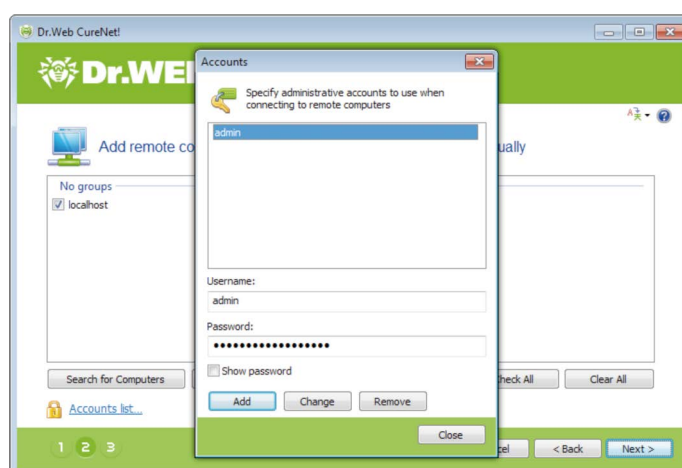 Dr.Web CureNet!
Dr.WE
Accounts
Specify administrative accounts to use when
connecting to remote computers
admin
Add remote co
ually
No groups
localhost
Username:
admin
Password:
Show password
Search for Computers
heck All
Clear All
Add
Change
Remove
Accounts list...
Close
1 2 3
cel
< Back
Next >